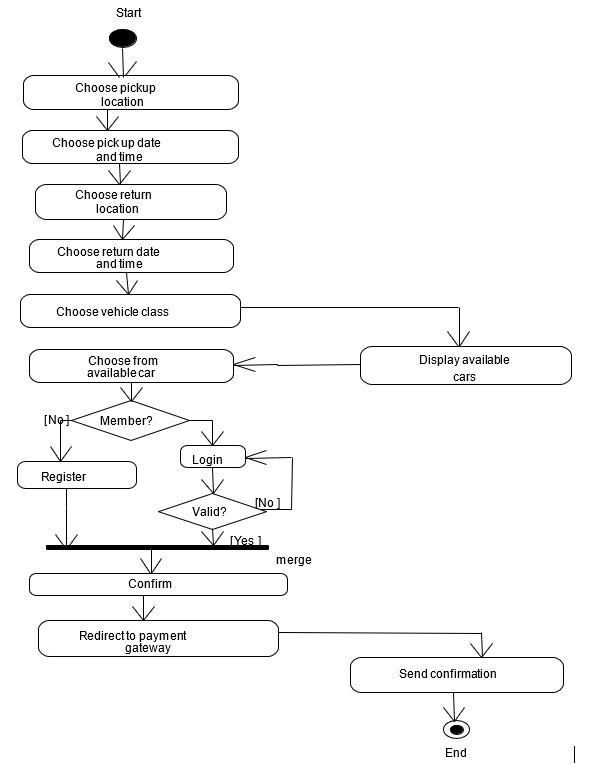 Start
Choose pickup
location
Choose pick up date
and time
Choose return
location
Choose return date
and time
Choose vehicle class
Choose from
available car
Display available
cars
[No]
Member?
Login
Register
Valid?
[No ]
[Yes ]
merge
Confirm
Redirect to payment
gateway
Send confirmation
End